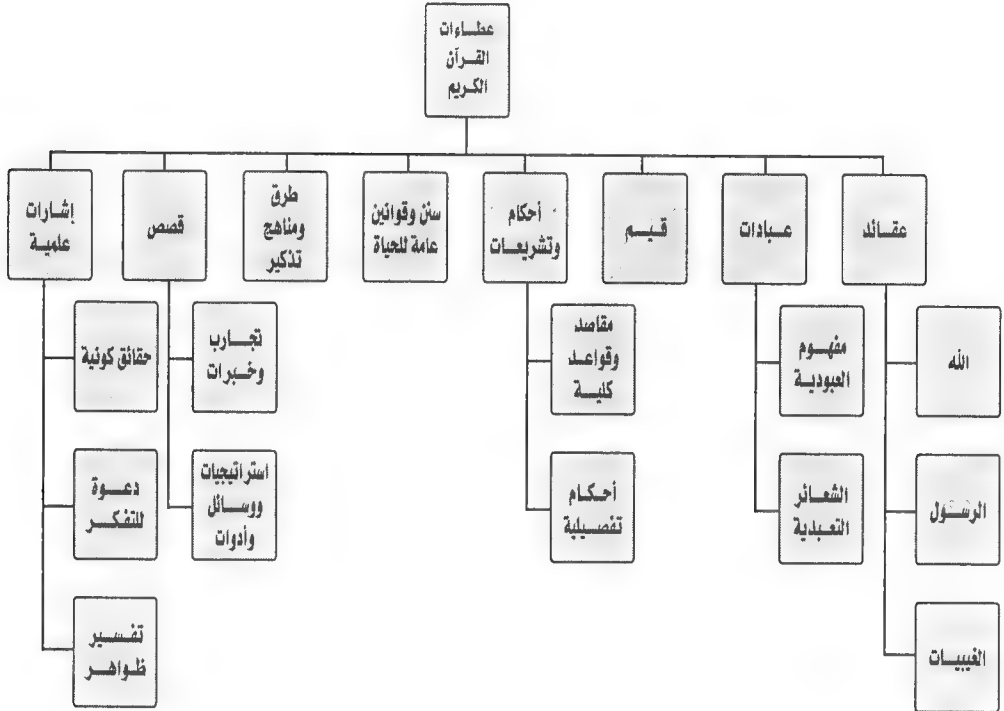 عطاءات
القرآن
الكريم
عقائد
عبادات
قيم
أحكام
وتشريعات
سنن وقوانين
عامة للحياة
طرق
ومناهج
تذكير
قصص
إشارات
علمية
الله
الرسول
الغيبيات
مفهوم
العبودية
الشعائر
التعبدية
مقاصد
وقواعد
كلية
أحكام
تفصيلية
تجارب
وخبرات
استراتيجيات
ووسائل
وأدوات
حقائق كونية
دعوة
للتفكر
تفسير
ظواهر